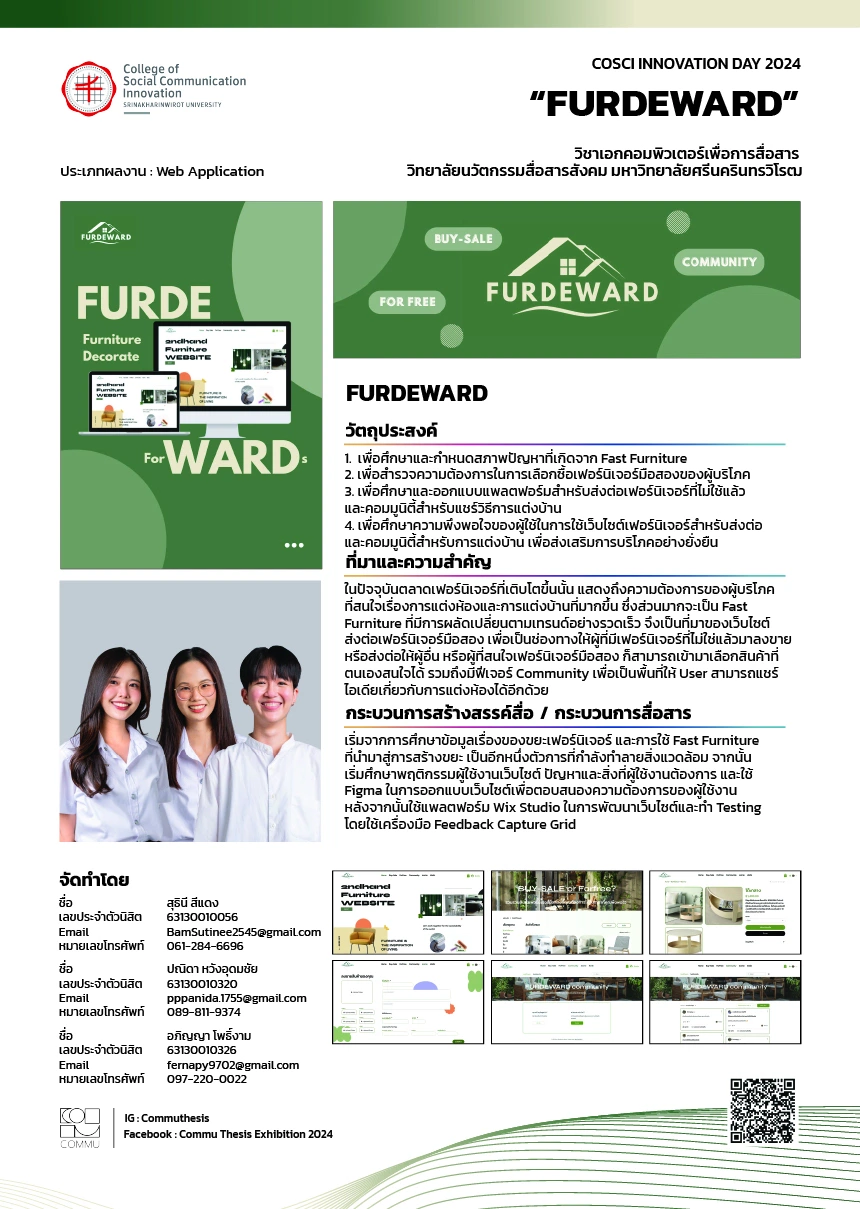 College of
Social Communication
Innovation
SRINAKHARINWIROT UNIVERSITY
COSCI INNOVATION DAY 2024
“FURDEWARD”
วิชาเอกคอมพิวเตอร์เพื่อการสื่อสาร
ประเภทผลงาน : Web Application
วิทยาลัยนวัตกรรมสื่อสารสังคม มหาวิทยาลัยศรีนครินทรวิโรฒ
FURDEWARD
FURDE
Furniture
Decorate
2ndhand
Furniture
WEBSITE
FURNITURE IS
THE INSPIRATION
OF LIVING
For WARDs
BUY-SALE
COMMUNITY
FOR FREE
FURDEWARD
FURDEWARD
วัตถุประสงค์
1. เพื่อศึกษาและกำหนดสภาพปัญหาที่เกิดจาก Fast Furniture
2. เพื่อสำรวจความต้องการในการเลือกซื้อเฟอร์นิเจอร์มือสองของผู้บริโภค
3. เพื่อศึกษาและออกแบบแพลตฟอร์มสำหรับส่งต่อเฟอร์นิเจอร์ที่ไม่ใช้แล้ว
และคอมมูนิตี้สำหรับแชร์วิธีการแต่งบ้าน
4. เพื่อศึกษาความพึงพอใจของผู้ใช้ในการใช้เว็บไซต์เฟอร์นิเจอร์สำหรับส่งต่อ
และคอมมูนิตี้สำหรับการแต่งบ้าน เพื่อส่งเสริมการบริโภคอย่างยั่งยืน
ที่มาและความสำคัญ
ในปัจจุบันตลาดเฟอร์นิเจอร์ที่เติบโตขึ้นนั้น แสดงถึงความต้องการของผู้บริโภค
ที่สนใจเรื่องการแต่งห้องและการแต่งบ้านที่มากขึ้น ซึ่งส่วนมากจะเป็น Fast
Furniture ที่มีการผลัดเปลี่ยนตามเทรนด์อย่างรวดเร็ว จึงเป็นที่มาของเว็บไซต์
ส่งต่อเฟอร์นิเจอร์มือสอง เพื่อเป็นช่องทางให้ผู้ที่มีเฟอร์นิเจอร์ที่ไม่ใช่แล้วมาลงขาย
หรือส่งต่อให้ผู้อื่น หรือผู้ที่สนใจเฟอร์นิเจอร์มือสอง ก็สามารถเข้ามาเลือกสินค้าที่
ตนเองสนใจได้ รวมถึงมีฟีเจอร์ Community เพื่อเป็นพื้นที่ให้ User สามารถแชร์
ไอเดียเกี่ยวกับการแต่งห้องได้อีกด้วย
กระบวนการสร้างสรรค์สื่อ / กระบวนการสื่อสาร
เริ่มจากการศึกษาข้อมูลเรื่องของขยะเฟอร์นิเจอร์ และการใช้ Fast Furniture
ที่นำมาสู่การสร้างขยะ เป็นอีกหนึ่งตัวการที่กำลังทำลายสิ่งแวดล้อม จากนั้น
เริ่มศึกษาพฤติกรรมผู้ใช้งานเว็บไซต์ ปัญหาและสิ่งที่ผู้ใช้งานต้องการ และใช้
Figma ในการออกแบบเว็บไซต์เพื่อตอบสนองความต้องการของผู้ใช้งาน
หลังจากนั้นใช้แพลตฟอร์ม Wix Studio ในการพัฒนาเว็บไซต์และทำ Testing
โดยใช้เครื่องมือ Feedback Capture Grid
จัดทำโดย
ชื่อ สุธินี สีแดง
เลขประจำตัวนิสิต 63130010056
Email BamSutinee2545@gmail.com
หมายเลขโทรศัพท์ 061-284-6696
ชื่อ ปณิดา หวังอุดมชัย
เลขประจำตัวนิสิต 63130010320
Email pppanida.1755@gmail.com
หมายเลขโทรศัพท์ 089-811-9374
ชื่อ อภิญญา โพธิ์งาม
เลขประจำตัวนิสิต 63130010326
Email fernapy9702@gmail.com
หมายเลขโทรศัพท์ 097-220-0022
2ndhand
Furniture
WEBSITE
FURNITURE IS
THE INSPIRATION
OF LIVING
BUY-SALE or Forfree?
FURDEWARD community
FURDEWARD community
COMMU
IG : Commuthesis
Facebook : Commu Thesis Exhibition 2024